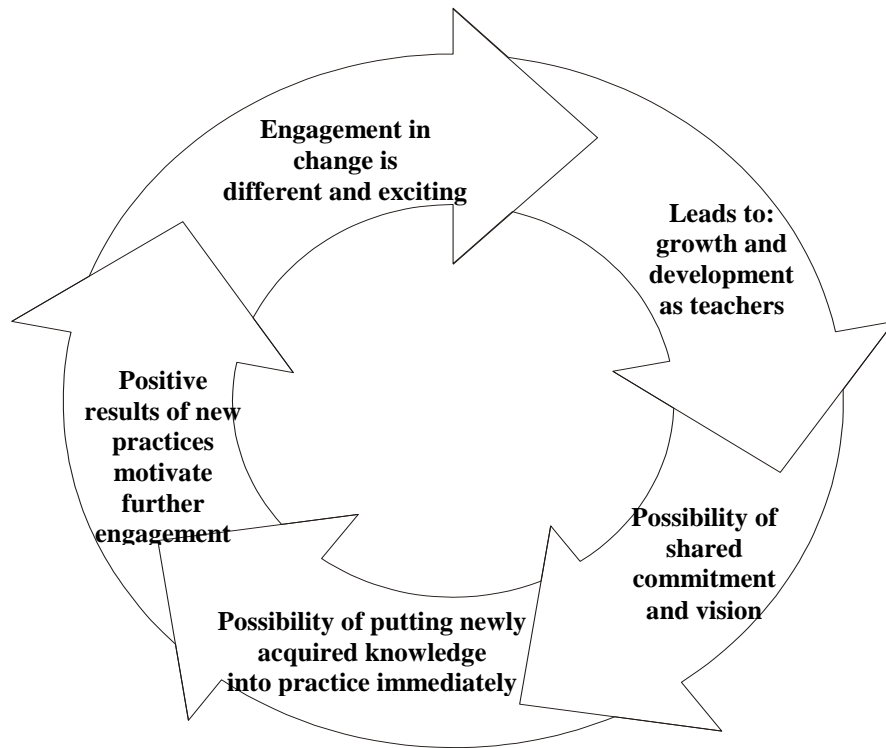 Engagement in
change is
different and exciting
Leads to:
growth and
development
as teachers
Possibility of
shared
commitment
and vision
Possibility of putting newly
acquired knowledge
into practice immediately
Positive
results of new
practices
motivate
further
engagement